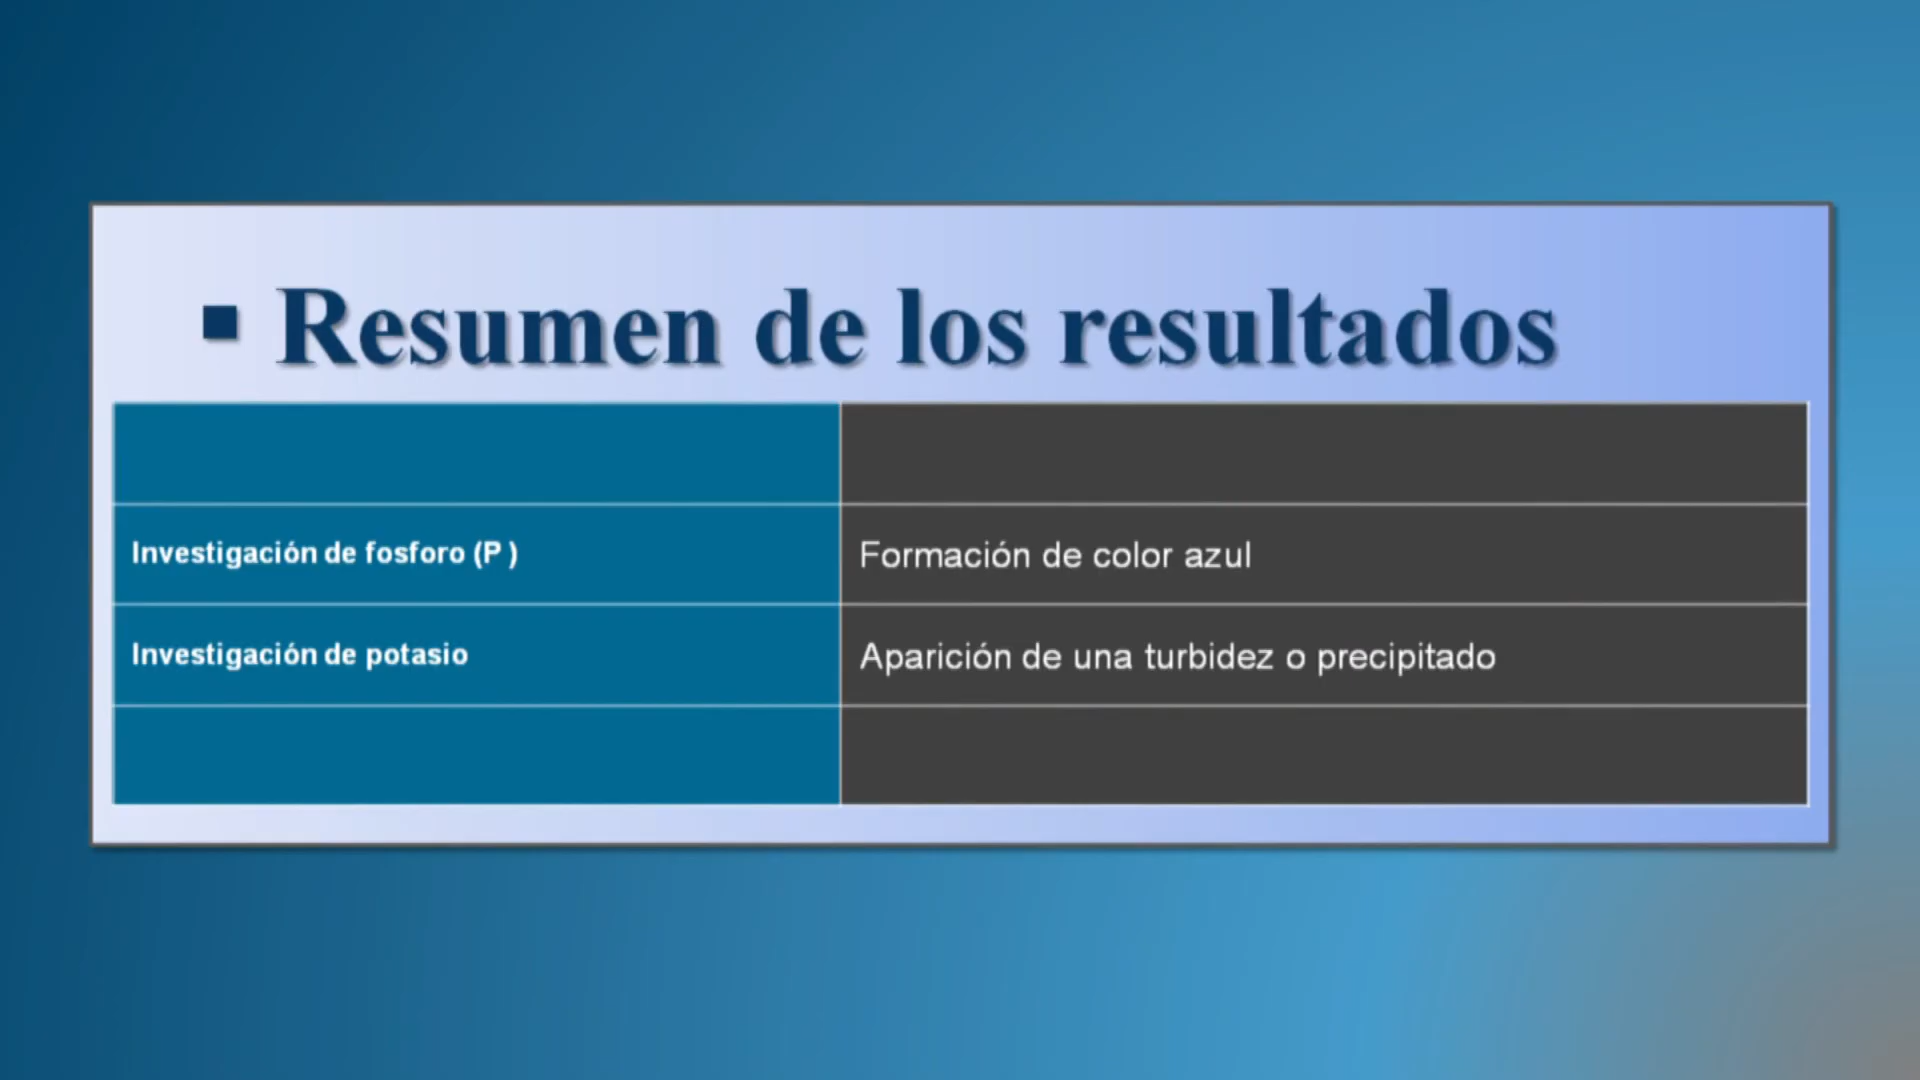 ▪ Resumen de los resultados
Investigación de fosforo (P )
Formación de color azul
Investigación de potasio
Aparición de una turbidez o precipitado